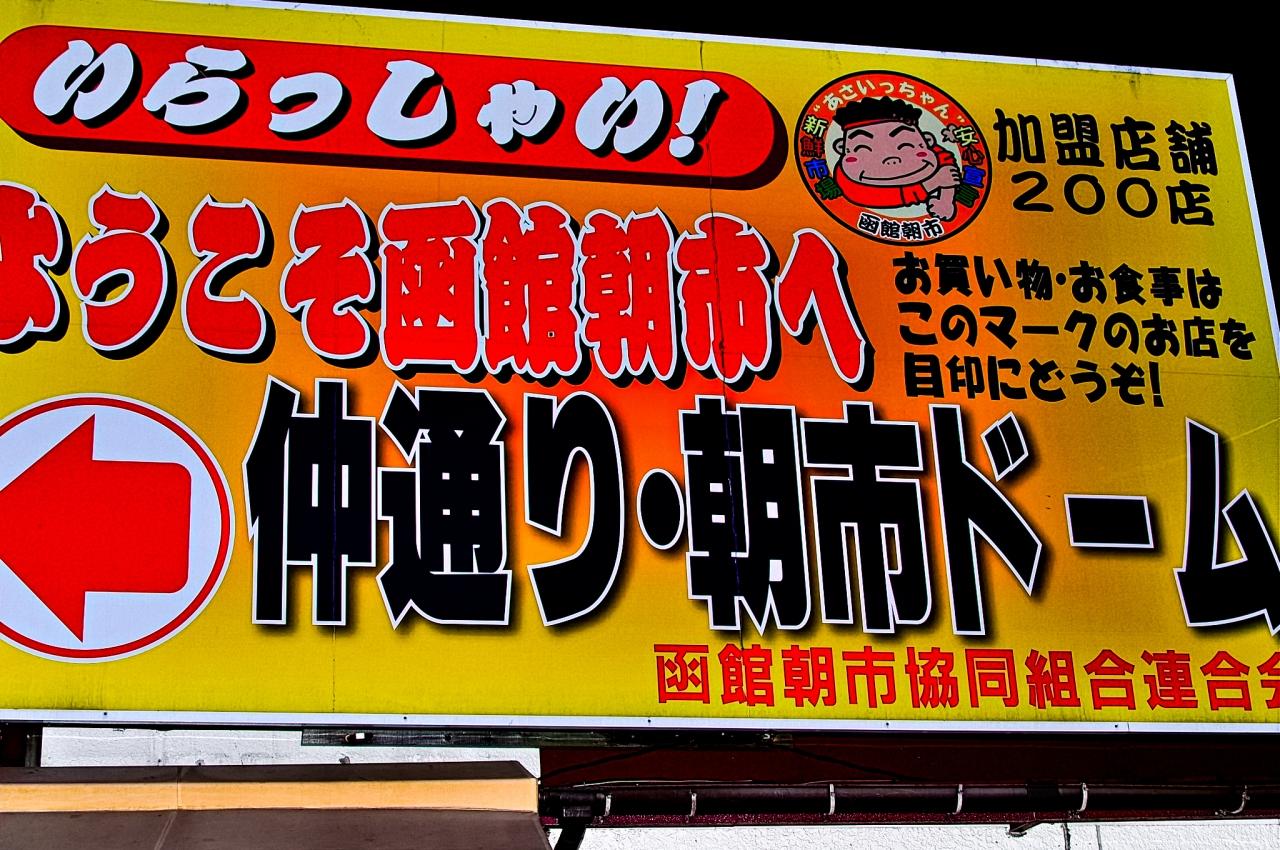 いらっしゃい!
"あさいっちゃん"
新鮮市場
安心宣言
函館朝市
加盟店舗
200店
ようこそ函館朝市へ
お買い物・お食事は
このマークのお店を
目印にどうぞ!
仲通り・朝市ドーム
函館朝市協同組合連合会